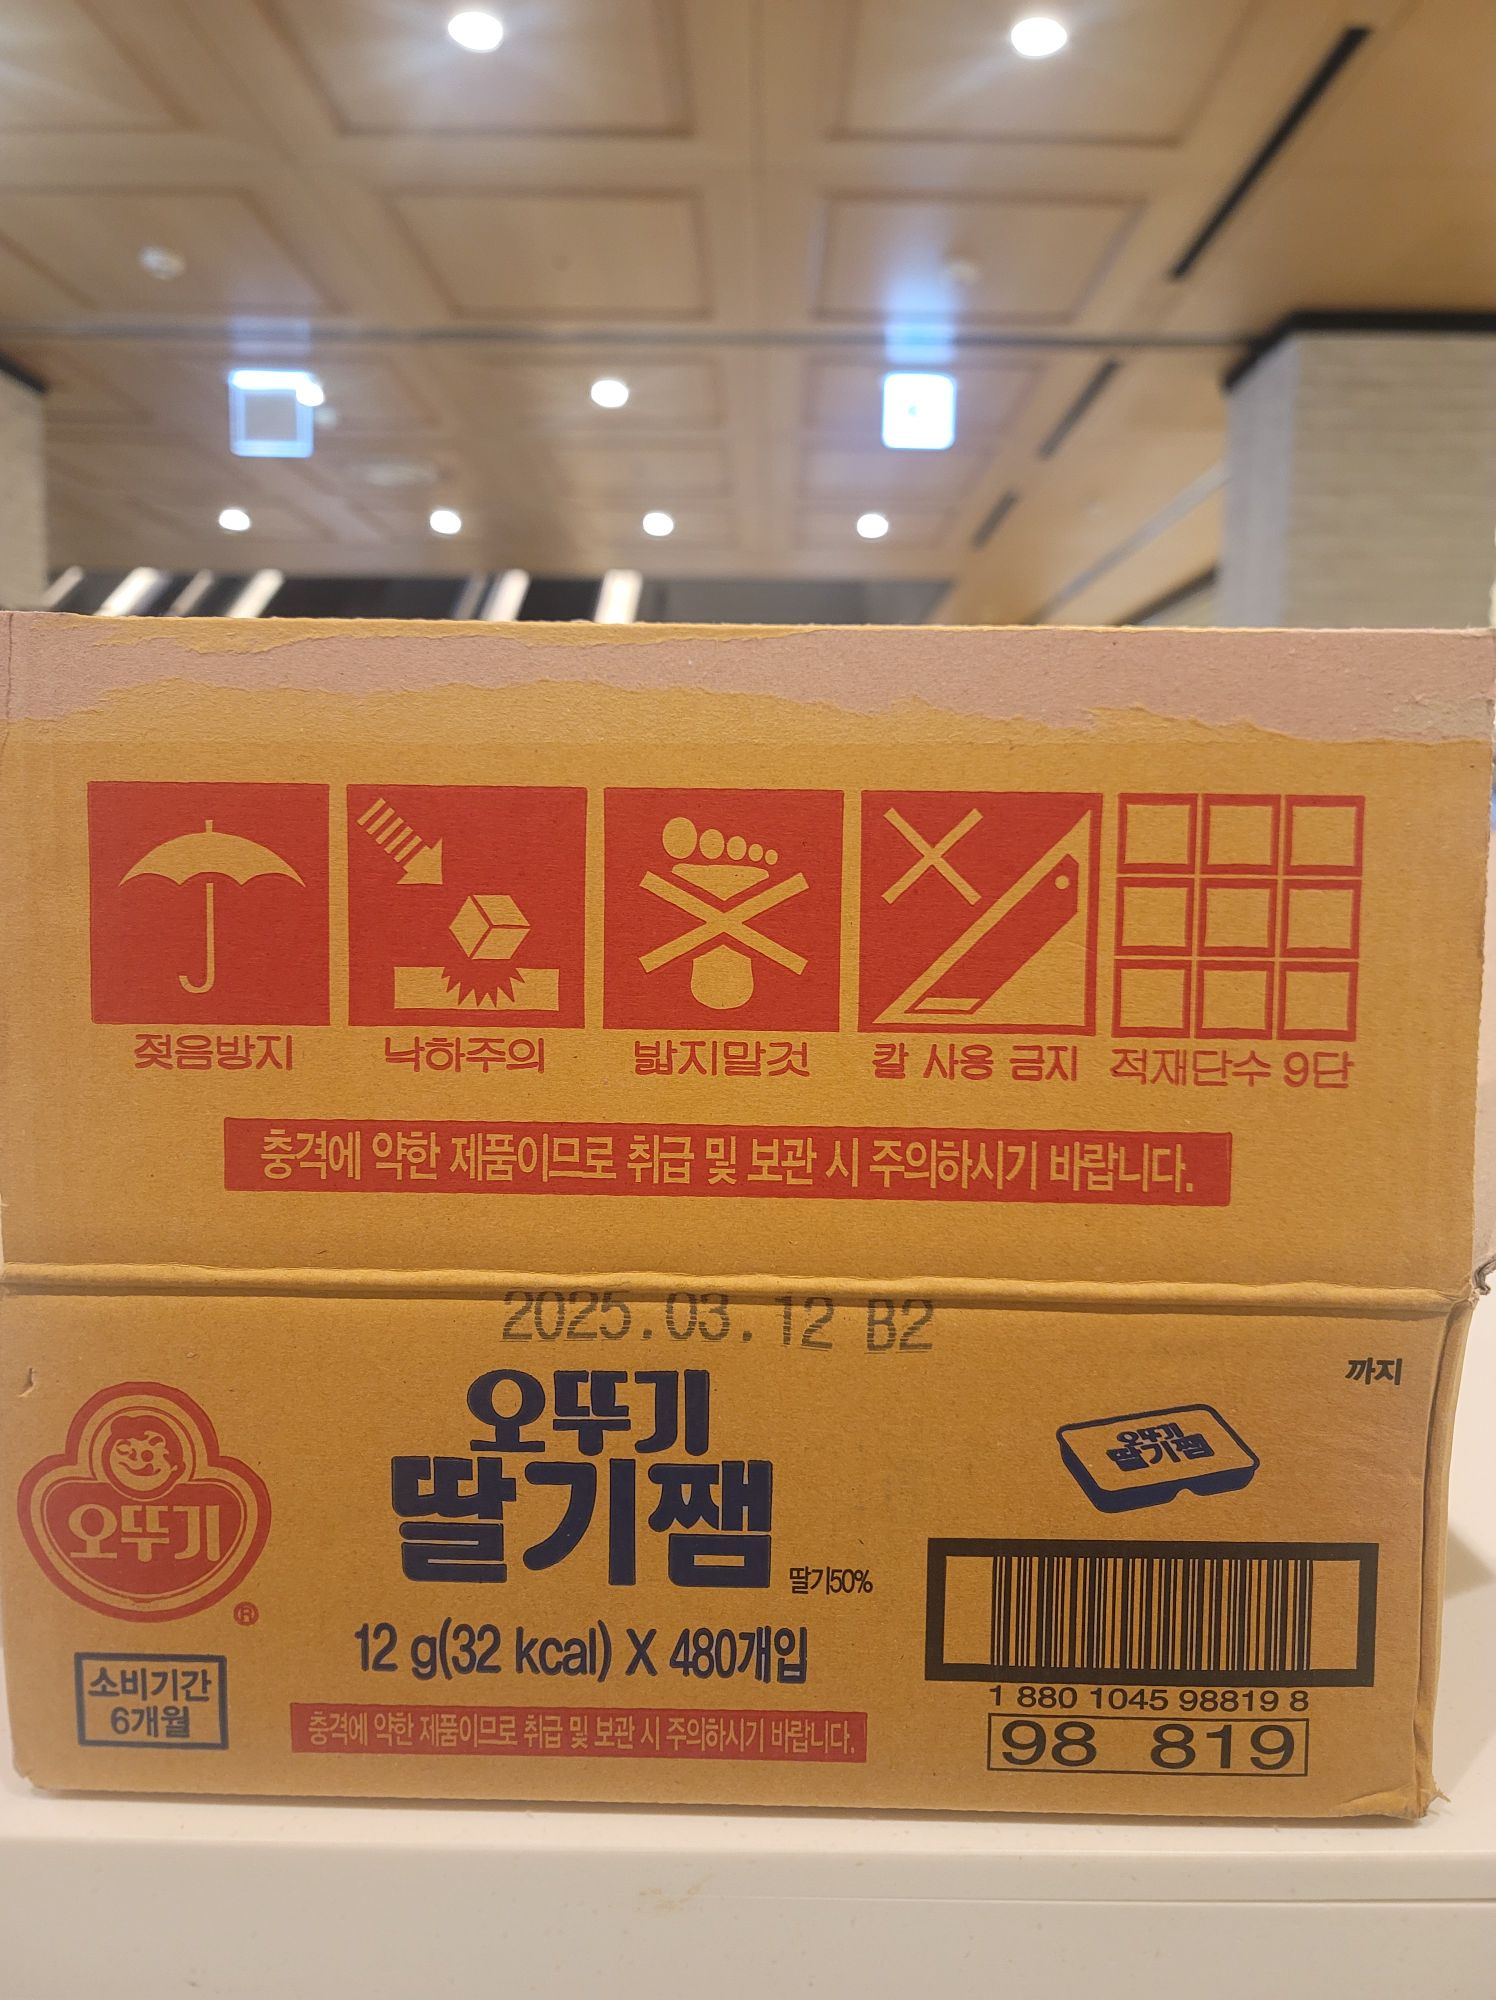 젖음방지 낙하주의 밟지말것 칼 사용 금지 적재단수 9단
충격에 약한 제품이므로 취급 및 보관 시 주의하시기 바랍니다.
2025.03.12 B2
까지
오뚜기
딸기쨈
딸기50%
12 g(32 kcal) X 480개입
충격에 약한 제품이므로 취급 및 보관 시 주의하시기 바랍니다.
오뚜기
®
소비기간
6개월
오뚜기
딸기쨈
1 880 1045 98819 8
98 819